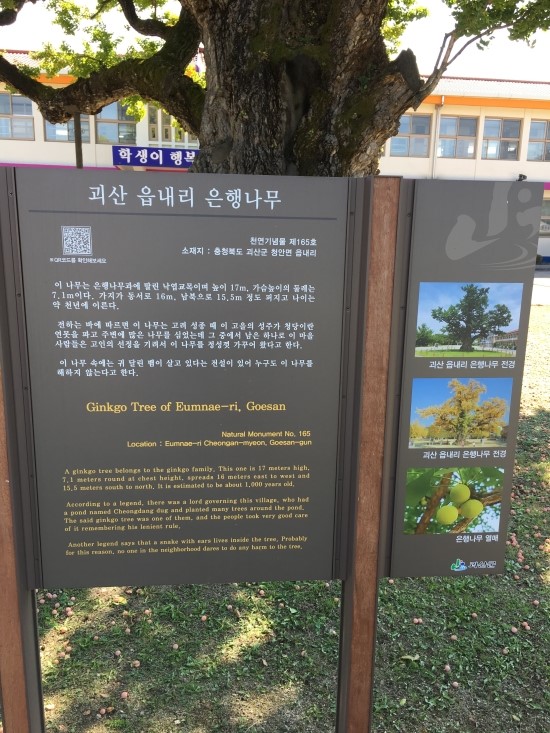 학생이 행복
괴산 읍내리 은행나무
※QR코드를 확인해보세요
천연기념물 제165호
소재지 : 충청북도 괴산군 청안면 읍내리
이 나무는 은행나무과에 딸린 낙엽교목이며 높이 17m, 가슴높이의 둘레는
7.1m이다. 가지가 동서로 16m, 남북으로 15.5m 정도 퍼지고 나이는
약 천년에 이른다.
전하는 바에 따르면 이 나무는 고려 성종 때 이 고을의 성주가 청당이란
연못을 파고 주변에 많은 나무를 심었는데 그 중에서 남은 하나로 이 마을
사람들은 고인의 선정을 기려서 이 나무를 정성껏 가꾸어 왔다고 한다.
이 나무 속에는 귀 달린 뱀이 살고 있다는 전설이 있어 누구도 이 나무를
해하지 않는다고 한다.
Ginkgo Tree of Eumnae-ri, Goesan
Natural Monument No. 165
Location : Eumnae-ri Cheongan-myeon, Goesan-gun
A ginkgo tree belongs to the ginkgo family. This one is 17 meters high,
7.1 meters round at chest height, spreads 16 meters east to west and
15.5 meters south to north. It is estimated to be about 1,000 years old.
According to a legend, there was a lord governing this village, who had
a pond named Cheongdang dug and planted many trees around the pond.
The said ginkgo tree was one of them, and the people took very good care
of it remembering his lenient rule.
Another legend says that a snake with ears lives inside the tree. Probably
for this reason, no one in the neighborhood dares to do any harm to the tree.
괴산 읍내리 은행나무 전경
괴산 읍내리 은행나무 전경
은행나무 열매
괴산군